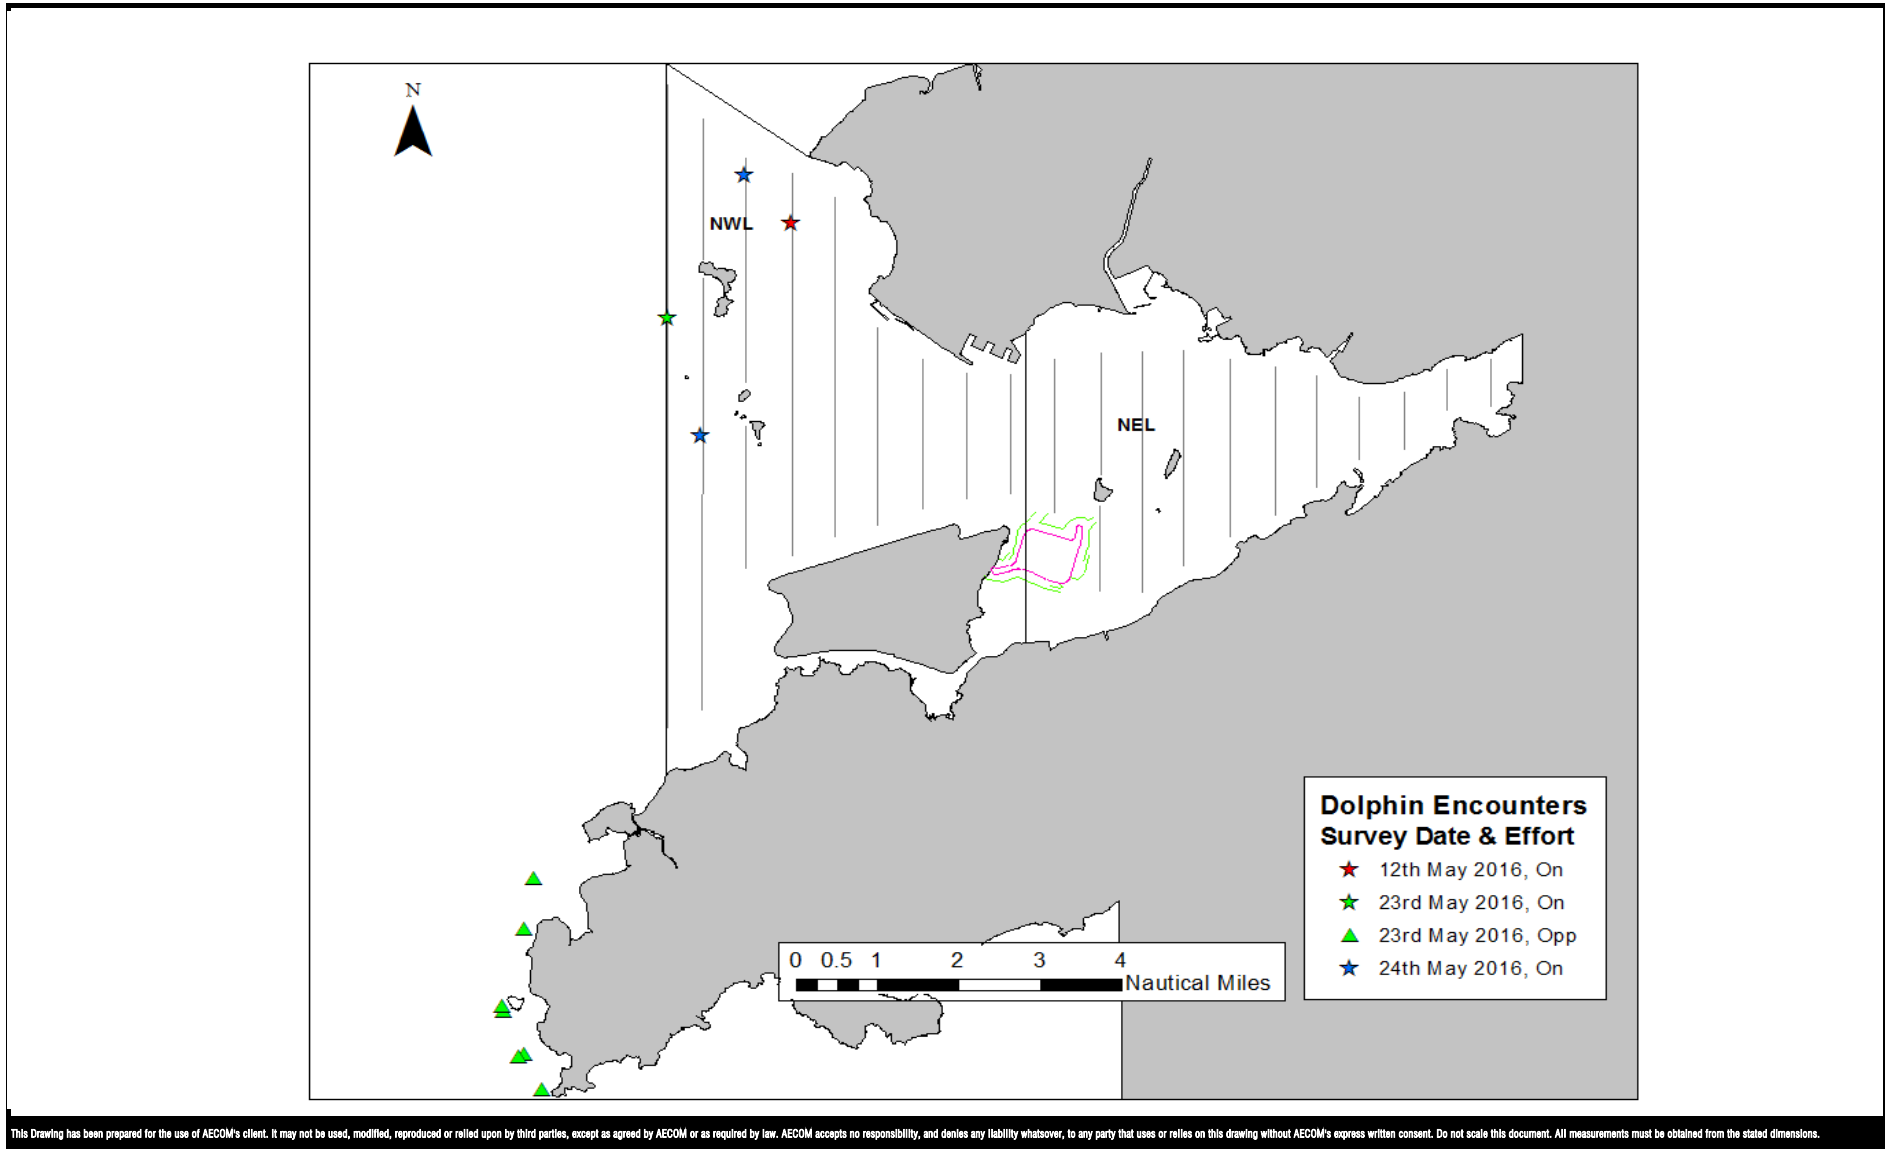 N
NWL
NEL
Dolphin Encounters
Survey Date & Effort
12th May 2016, On
23rd May 2016, On
23rd May 2016, Opp
24th May 2016, On
0 0.5 1 2 3 4
Nautical Miles
This Drawing has been prepared for the use of AECOM's client. It may not be used, modified, reproduced or relied upon by third parties, except as agreed by AECOM or as required by law. AECOM accepts no responsibility, and denies any liability whatsover, to any party that uses or relies on this drawing without AECOM's express written consent. Do not scale this document. All measurements must be obtained from the stated dimensions.